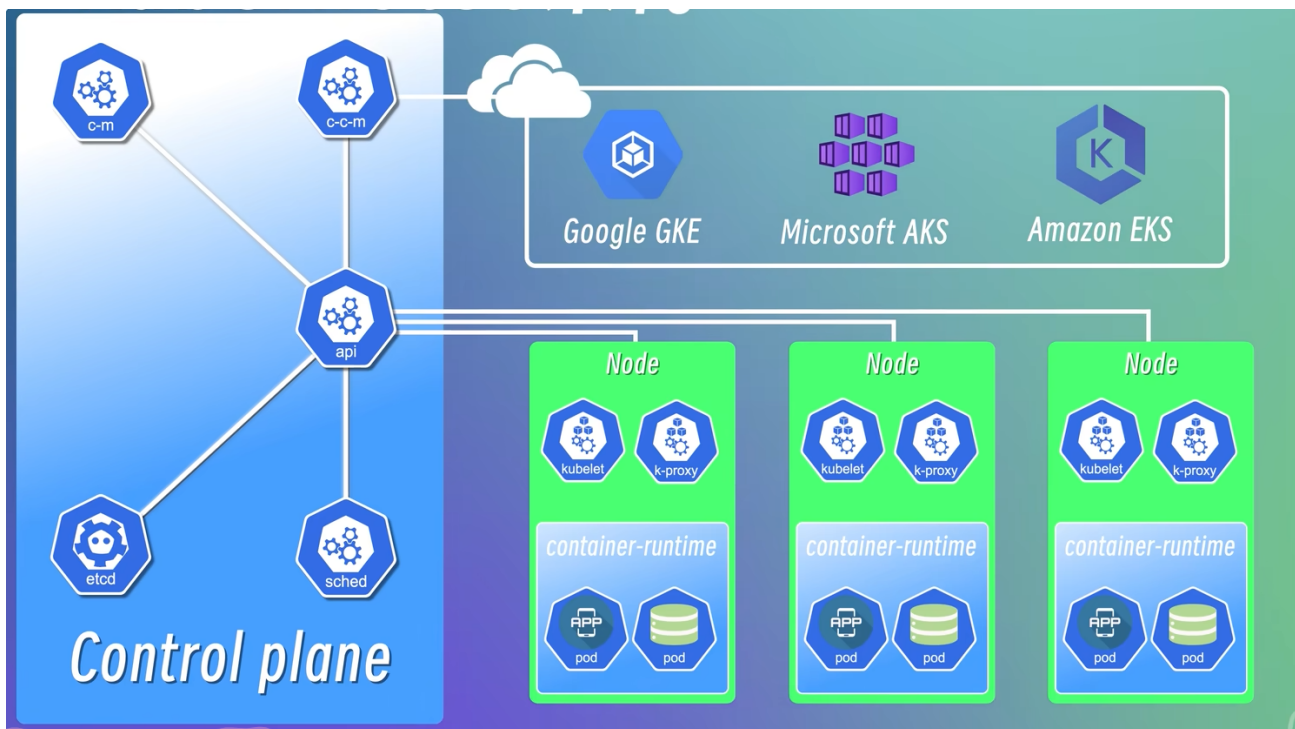 c-m
c-c-m
api
etcd
sched
Control plane
K
Google GKE
Microsoft AKS
Amazon EKS
Node
kubelet
k-proxy
container-runtime
APP
pod
pod
Node
kubelet
k-proxy
container-runtime
APP
pod
pod
Node
kubelet
k-proxy
container-runtime
APP
pod
pod